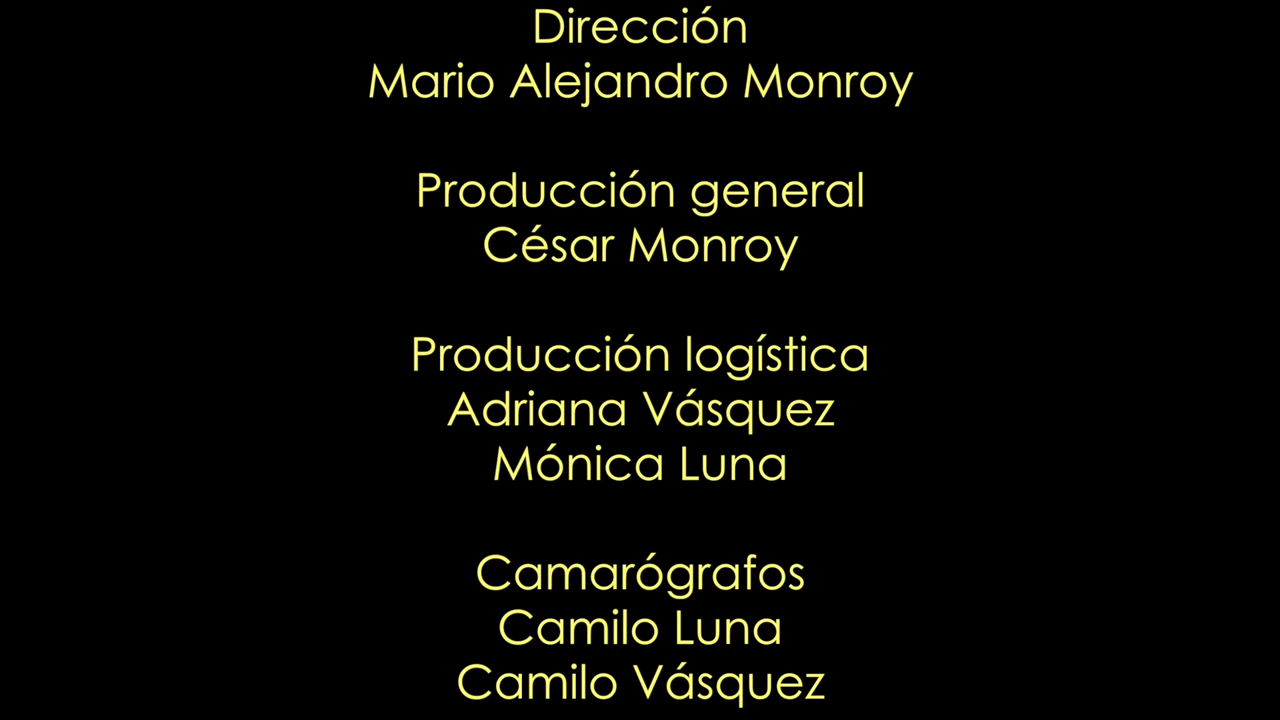 Dirección
Mario Alejandro Monroy
Producción general
César Monroy
Producción logística
Adriana Vásquez
Mónica Luna
Camarógrafos
Camilo Luna
Camilo Vásquez